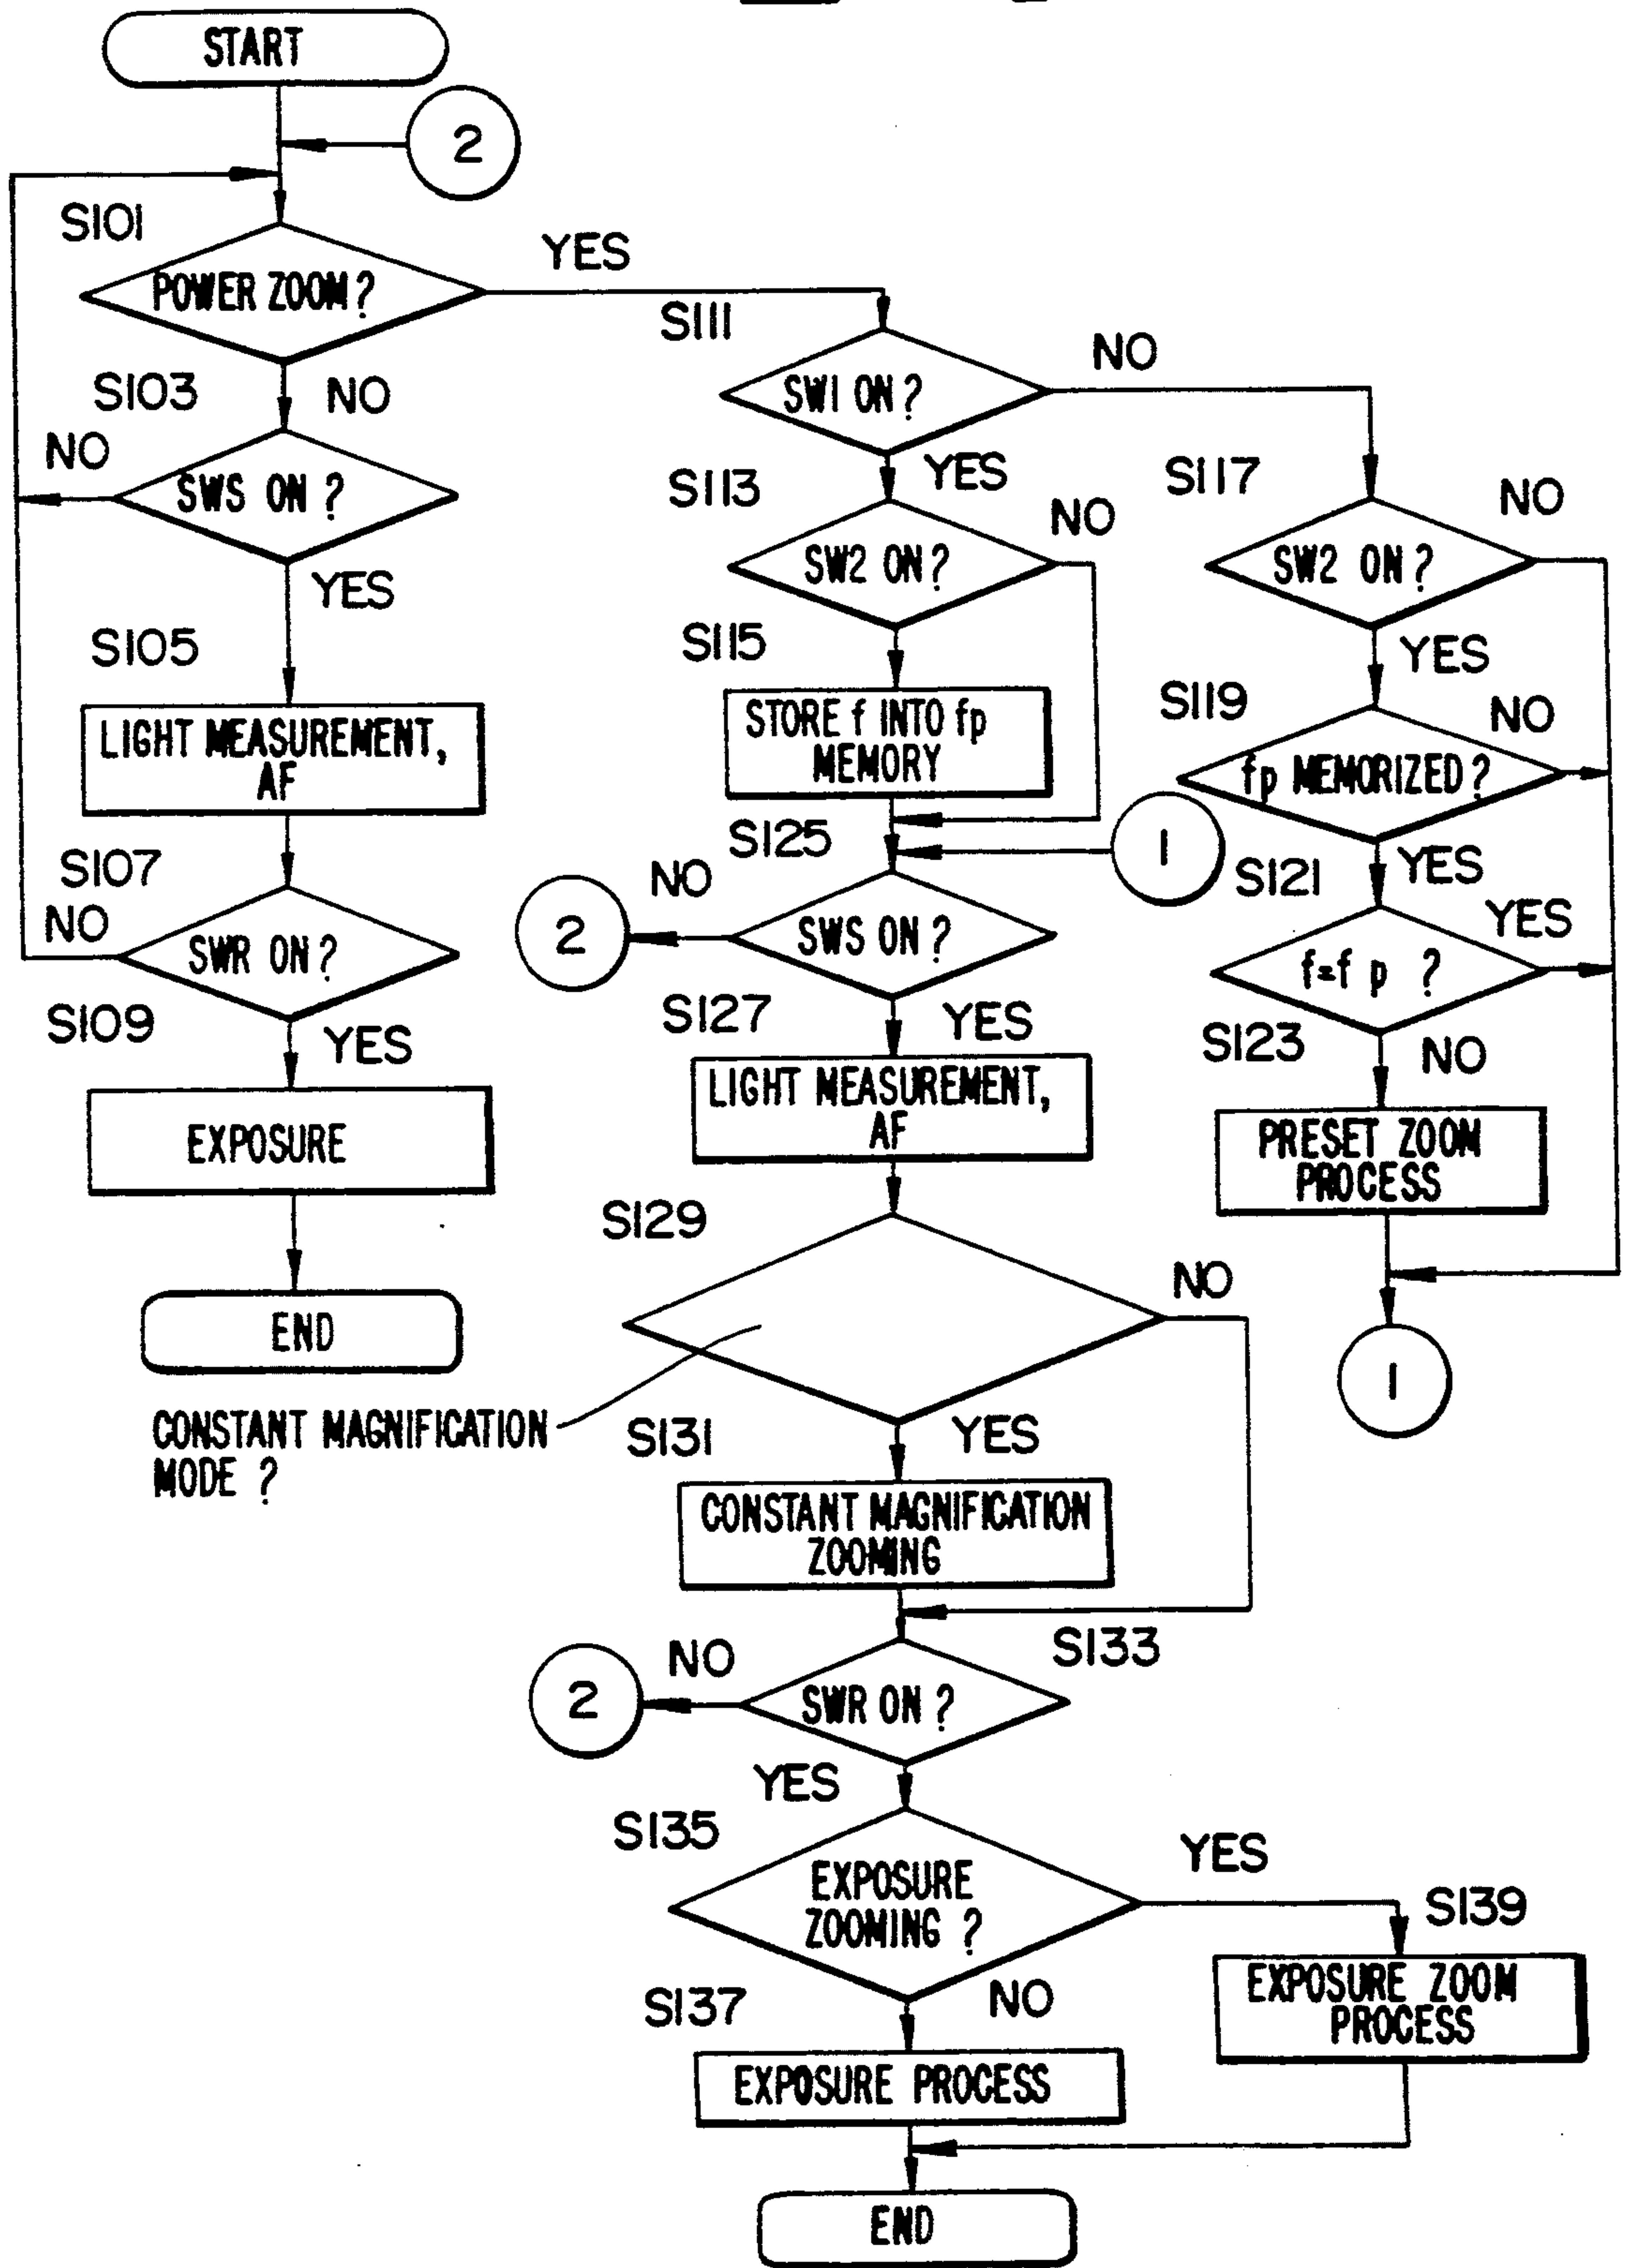 START
2
S101
POWER ZOOM?
YES
S103
NO
NO
SWS ON?
YES
S105
LIGHT MEASUREMENT,
AF
S107
NO
SWR ON?
S109
YES
EXPOSURE
END
S111
SW1 ON?
NO
YES
S113
SW2 ON?
NO
S115
STORE f INTO fp
MEMORY
S117
SW2 ON?
NO
YES
S119
fp MEMORIZED?
NO
YES
S121
f=fp ?
YES
S123
NO
PRESET ZOOM
PROCESS
1
1
S125
NO
2
SWS ON?
S127
YES
LIGHT MEASUREMENT,
AF
S129
NO
CONSTANT MAGNIFICATION
MODE ?
S131
YES
CONSTANT MAGNIFICATION
ZOOMING
S133
NO
2
SWR ON?
YES
S135
EXPOSURE
ZOOMING ?
YES
S139
EXPOSURE ZOOM
PROCESS
S137
NO
EXPOSURE PROCESS
END